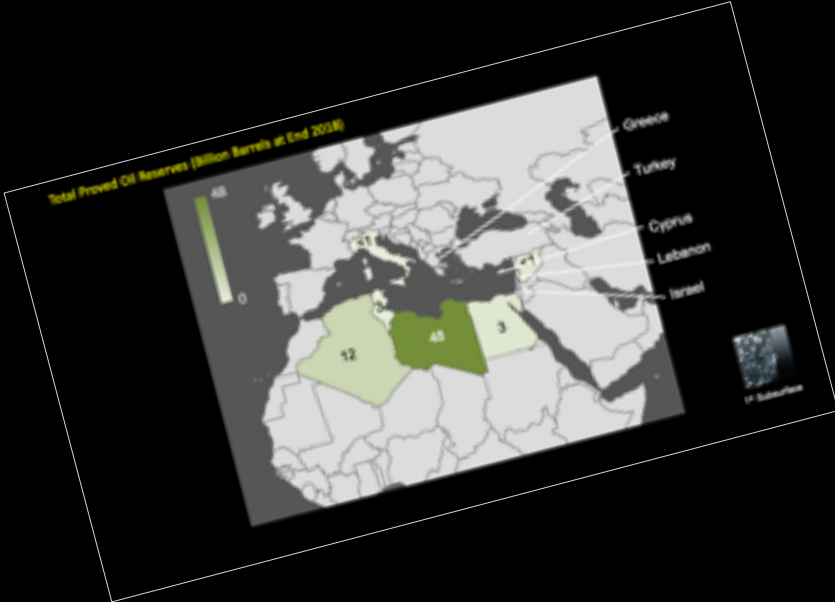 Total Proved Oil Reserves (Billion Barrels at End 2018)
48
0
Greece
Turkey
Cyprus
Lebanon
Israel
12
48
3
1F Subsurface